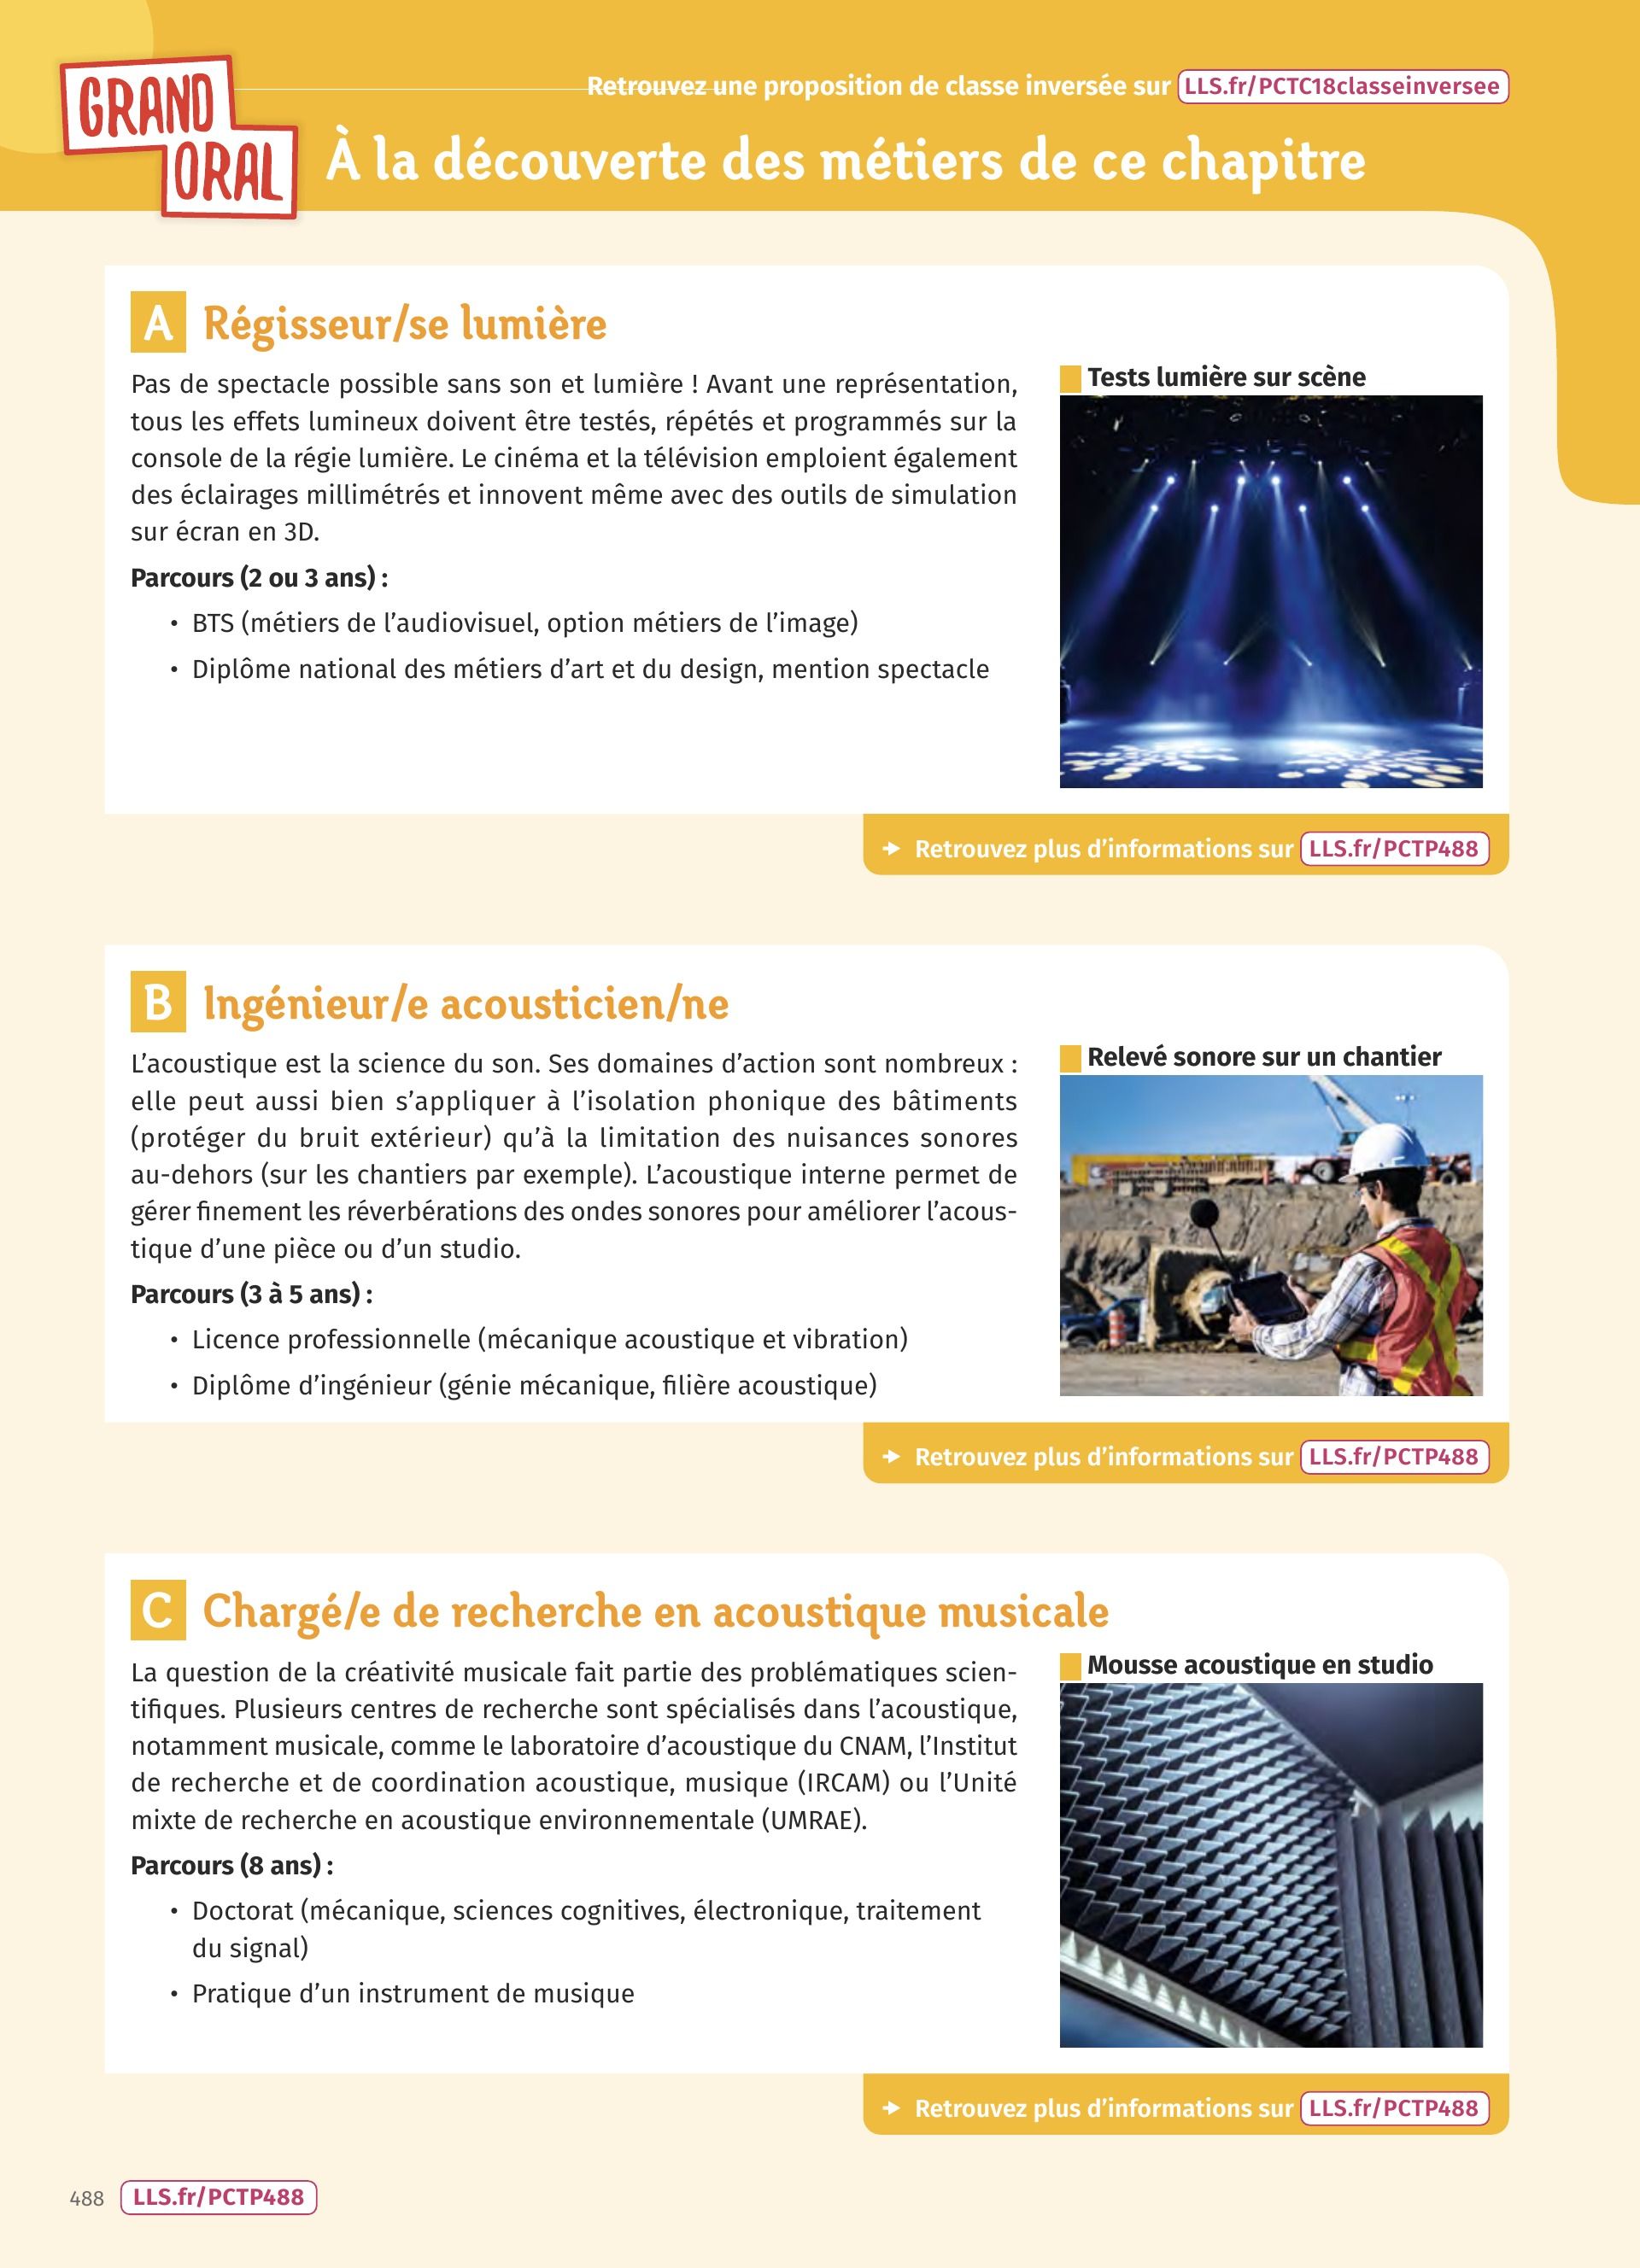 GRAND
ORAL
Retrouvez une proposition de classe inversée sur LLS.fr/PCTC18classeinversee
À la découverte des métiers de ce chapitre
A Régisseur/se lumière
Pas de spectacle possible sans son et lumière ! Avant une représentation,
tous les effets lumineux doivent être testés, répétés et programmés sur la
console de la régie lumière. Le cinéma et la télévision emploient également
des éclairages millimétrés et innovent même avec des outils de simulation
sur écran en 3D.
Parcours (2 ou 3 ans) :
• BTS (métiers de l'audiovisuel, option métiers de l'image)
• Diplôme national des métiers d'art et du design, mention spectacle
Tests lumière sur scène
Retrouvez plus d'informations sur LLS.fr/PCTP488
B Ingénieur/e acousticien/ne
L'acoustique est la science du son. Ses domaines d'action sont nombreux :
elle peut aussi bien s'appliquer à l'isolation phonique des bâtiments
(protéger du bruit extérieur) qu'à la limitation des nuisances sonores
au-dehors (sur les chantiers par exemple). L'acoustique interne permet de
gérer finement les réverbérations des ondes sonores pour améliorer l'acous-
tique d'une pièce ou d'un studio.
Parcours (3 à 5 ans) :
• Licence professionnelle (mécanique acoustique et vibration)
• Diplôme d'ingénieur (génie mécanique, filière acoustique)
Relevé sonore sur un chantier
Retrouvez plus d'informations sur LLS.fr/PCTP488
C Chargé/e de recherche en acoustique musicale
La question de la créativité musicale fait partie des problématiques scien-
tifiques. Plusieurs centres de recherche sont spécialisés dans l'acoustique,
notamment musicale, comme le laboratoire d'acoustique du CNAM, l'Institut
de recherche et de coordination acoustique, musique (IRCAM) ou l'Unité
mixte de recherche en acoustique environnementale (UMRAE).
Parcours (8 ans) :
• Doctorat (mécanique, sciences cognitives, électronique, traitement
du signal)
• Pratique d'un instrument de musique
Mousse acoustique en studio
Retrouvez plus d'informations sur LLS.fr/PCTP488
488 LLS.fr/PCTP488